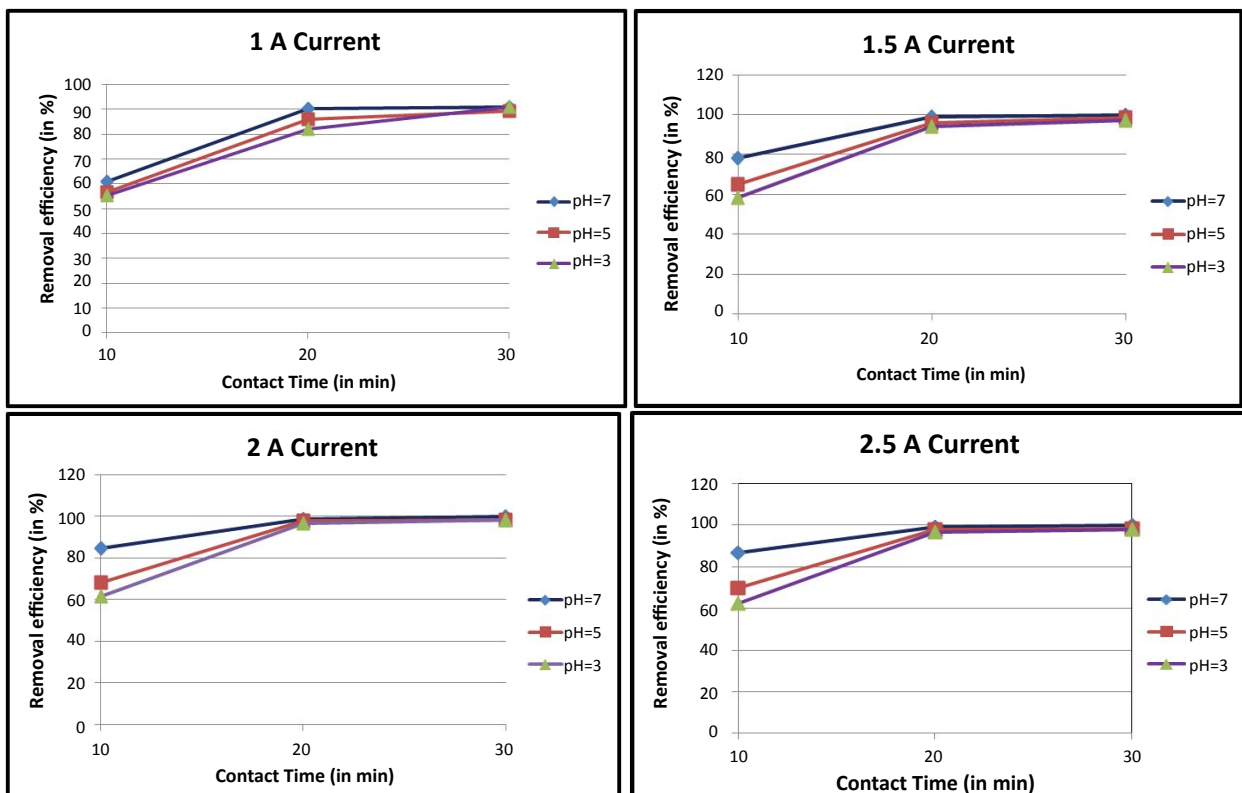 1 A Current
Removal efficiency (in %)
100
90
80
70
60
50
40
30
20
10
0
10 20 30
Contact Time (in min)
pH=7
pH=5
pH=3
1.5 A Current
Removal efficiency (in %)
120
100
80
60
40
20
0
10 20 30
Contact Time (in min)
pH=7
pH=5
pH=3
2 A Current
Removal efficiency (in %)
120
100
80
60
40
20
0
10 20 30
Contact Time (in min)
pH=7
pH=5
pH=3
2.5 A Current
Removal efficiency (in %)
120
100
80
60
40
20
0
10 20 30
Contact Time (in min)
pH=7
pH=5
pH=3